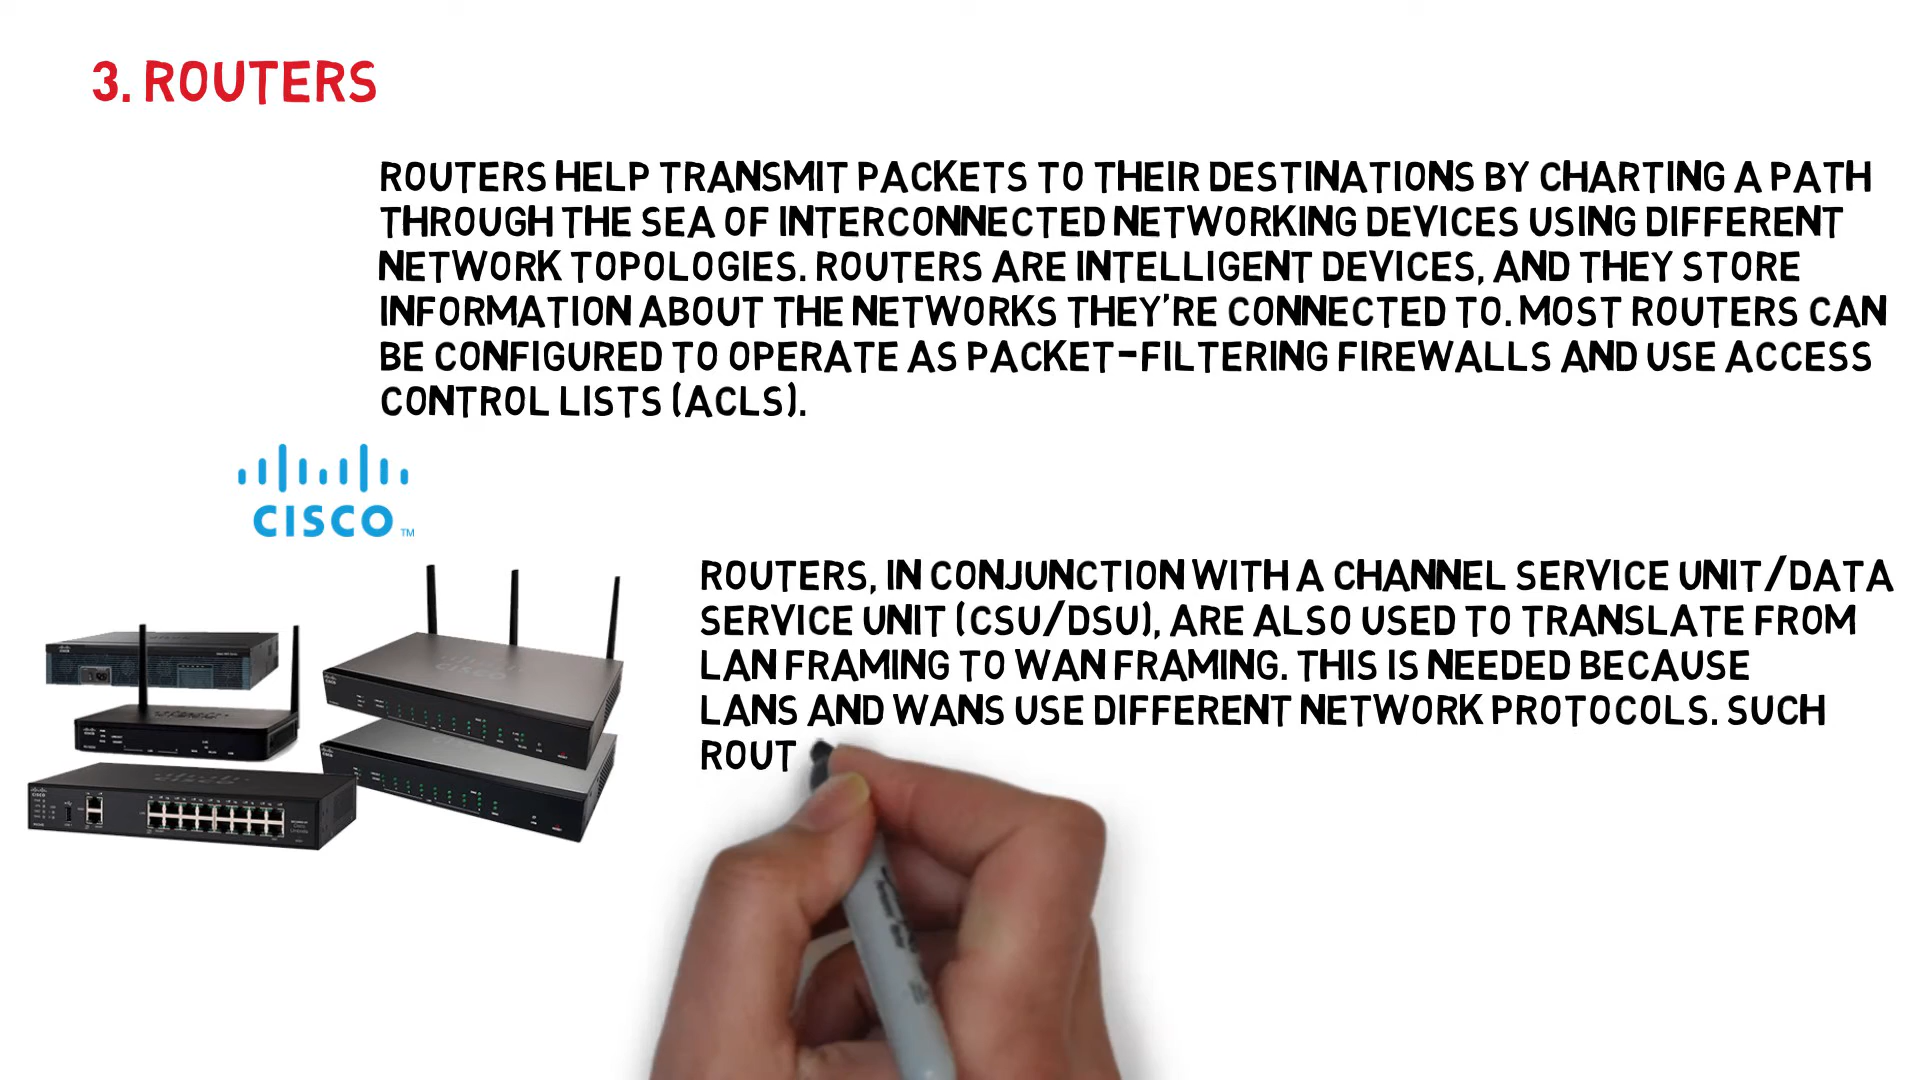 3. ROUTERS
ROUTERS HELP TRANSMIT PACKETS TO THEIR DESTINATIONS BY CHARTING A PATH
THROUGH THE SEA OF INTERCONNECTED NETWORKING DEVICES USING DIFFERENT
NETWORK TOPOLOGIES. ROUTERS ARE INTELLIGENT DEVICES, AND THEY STORE
INFORMATION ABOUT THE NETWORKS THEY'RE CONNECTED TO. MOST ROUTERS CAN
BE CONFIGURED TO OPERATE AS PACKET-FILTERING FIREWALLS AND USE ACCESS
CONTROL LISTS (ACLS).
CISCO™
ROUTERS, IN CONJUNCTION WITH A CHANNEL SERVICE UNIT/DATA
SERVICE UNIT (CSU/DSU), ARE ALSO USED TO TRANSLATE FROM
LAN FRAMING TO WAN FRAMING. THIS IS NEEDED BECAUSE
LANS AND WANS USE DIFFERENT NETWORK PROTOCOLS. SUCH
ROUT